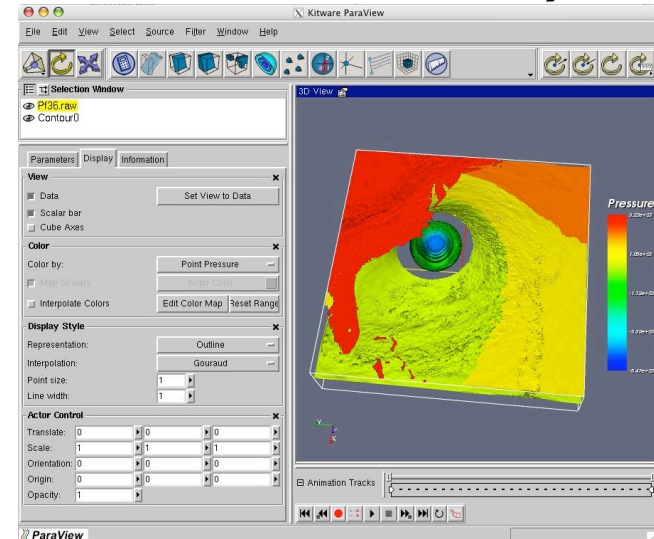 Kitware ParaView
File Edit View Select Source Filter Window Help
Selection Window
Pf36.raw
Contour0
3D View
Parameters Display Information
View
Data Set View to Data
Scalar bar
Cube Axes
Color
Color by: Point Pressure
Map Scalars Actor Color
Interpolate Colors Edit Color Map Reset Range
Display Style
Representation: Outline
Interpolation: Gouraud
Point size: 1
Line width: 1
Actor Control
Translate: 0 0 0
Scale: 1 1 1
Orientation: 0 0 0
Origin: 0 0 0
Opacity: 1
Pressure
Animation Tracks
ParaView